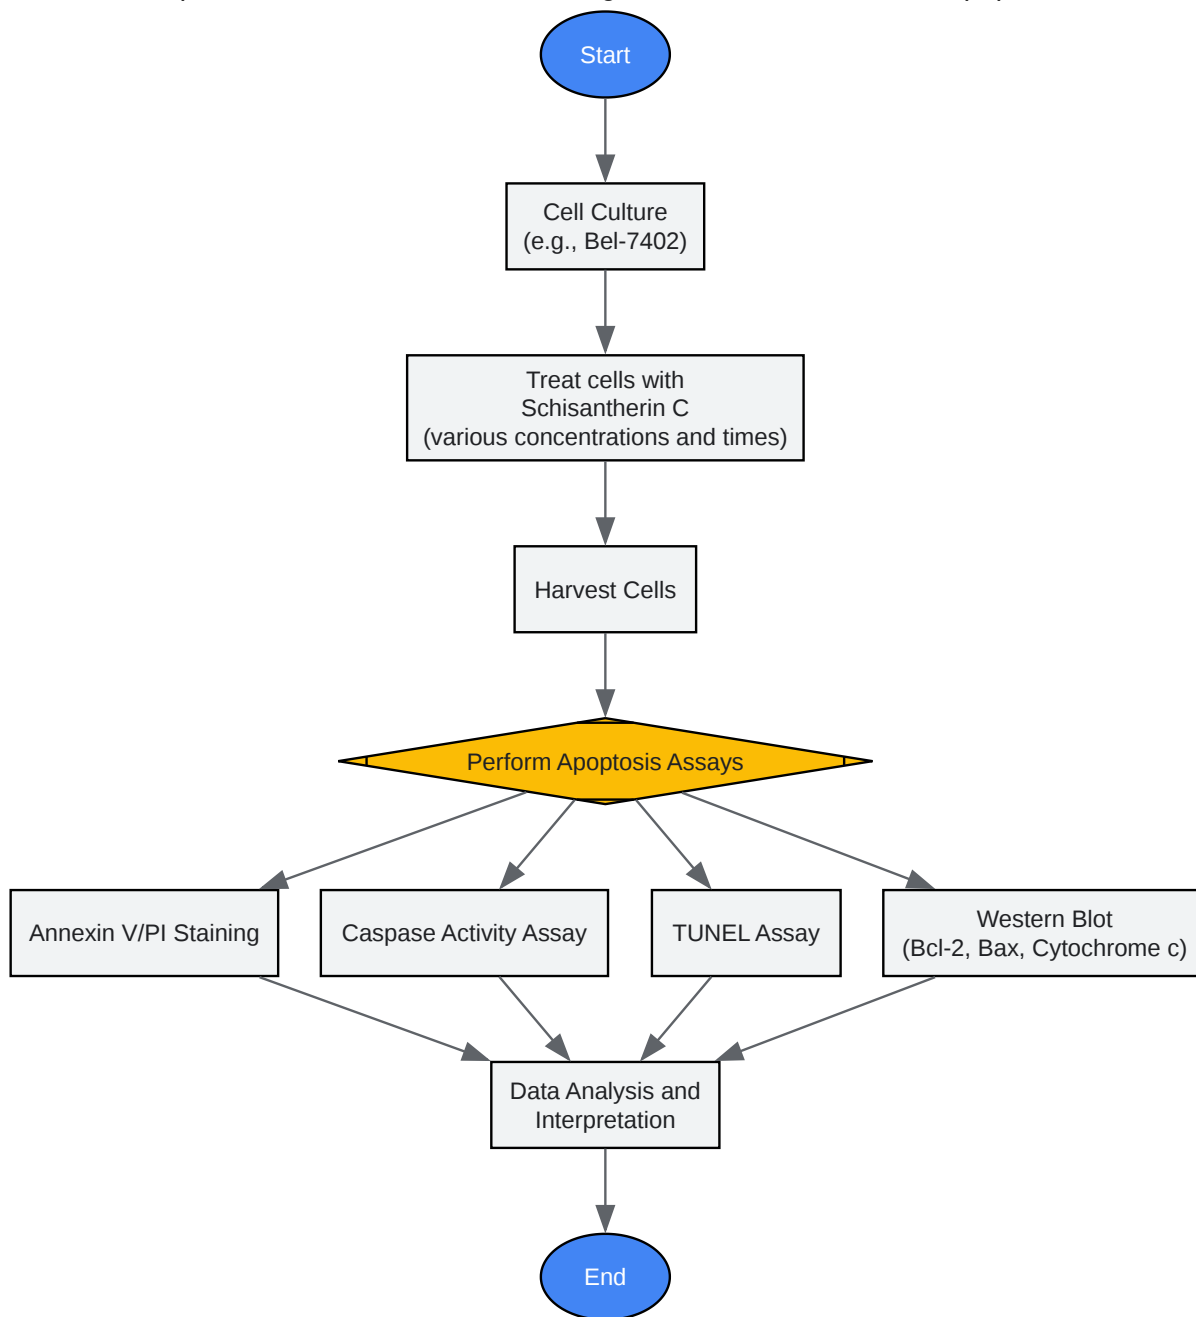 Start
Cell Culture
(e.g., Bel-7402)
Treat cells with
Schisantherin C
(various concentrations and times)
Harvest Cells
Perform Apoptosis Assays
Annexin V/PI Staining
Caspase Activity Assay
TUNEL Assay
Western Blot
(Bcl-2, Bax, Cytochrome c)
Data Analysis and
Interpretation
End